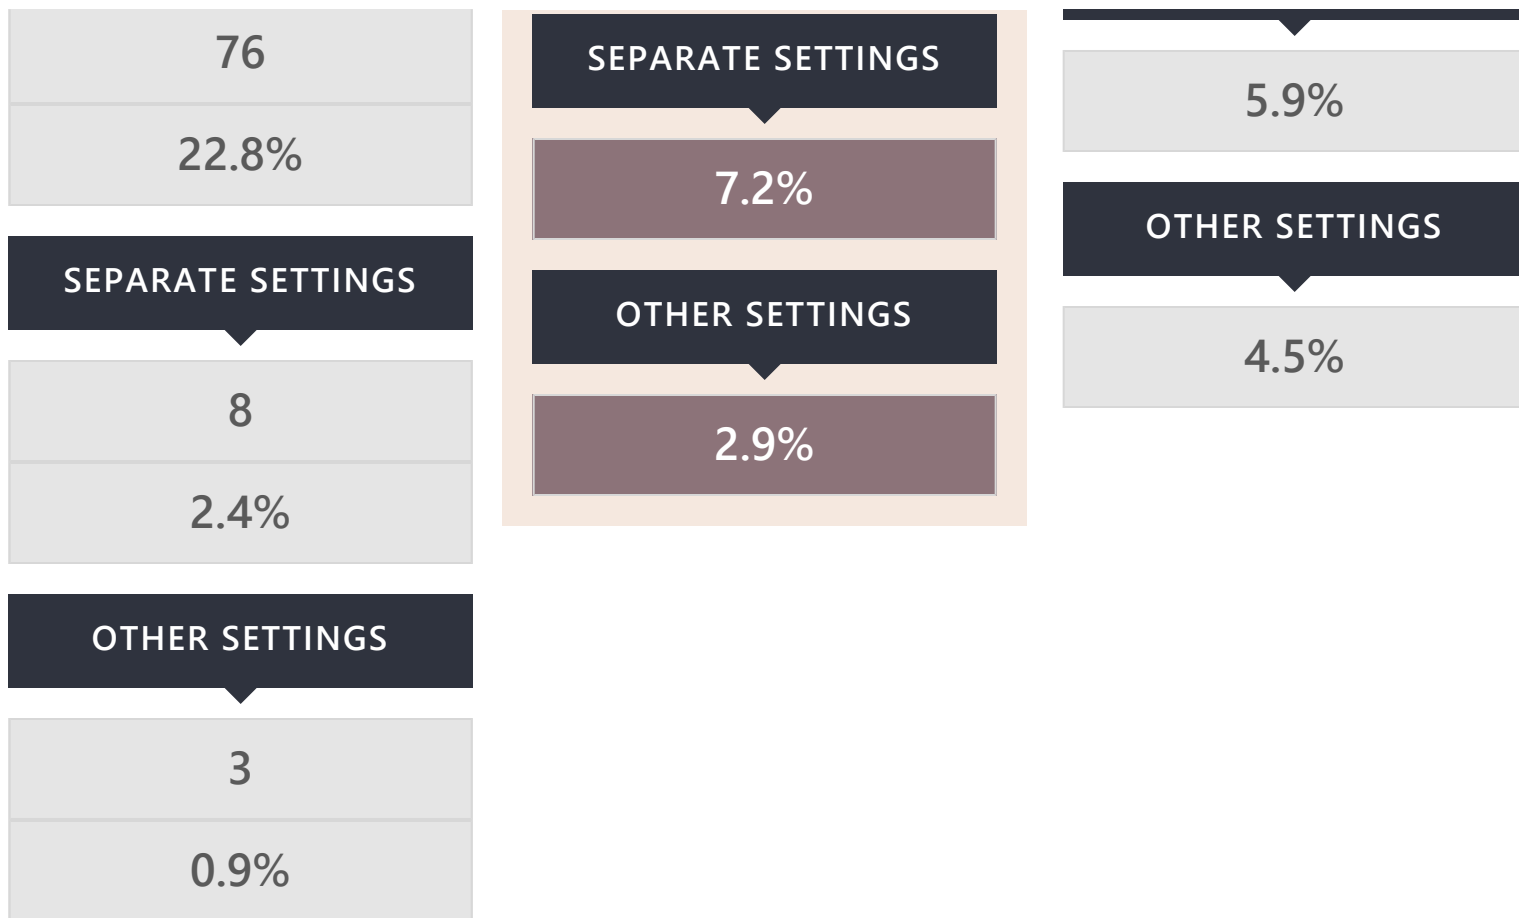 76
22.8%
SEPARATE SETTINGS
8
2.4%
OTHER SETTINGS
3
0.9%
SEPARATE SETTINGS
7.2%
OTHER SETTINGS
2.9%
5.9%
OTHER SETTINGS
4.5%